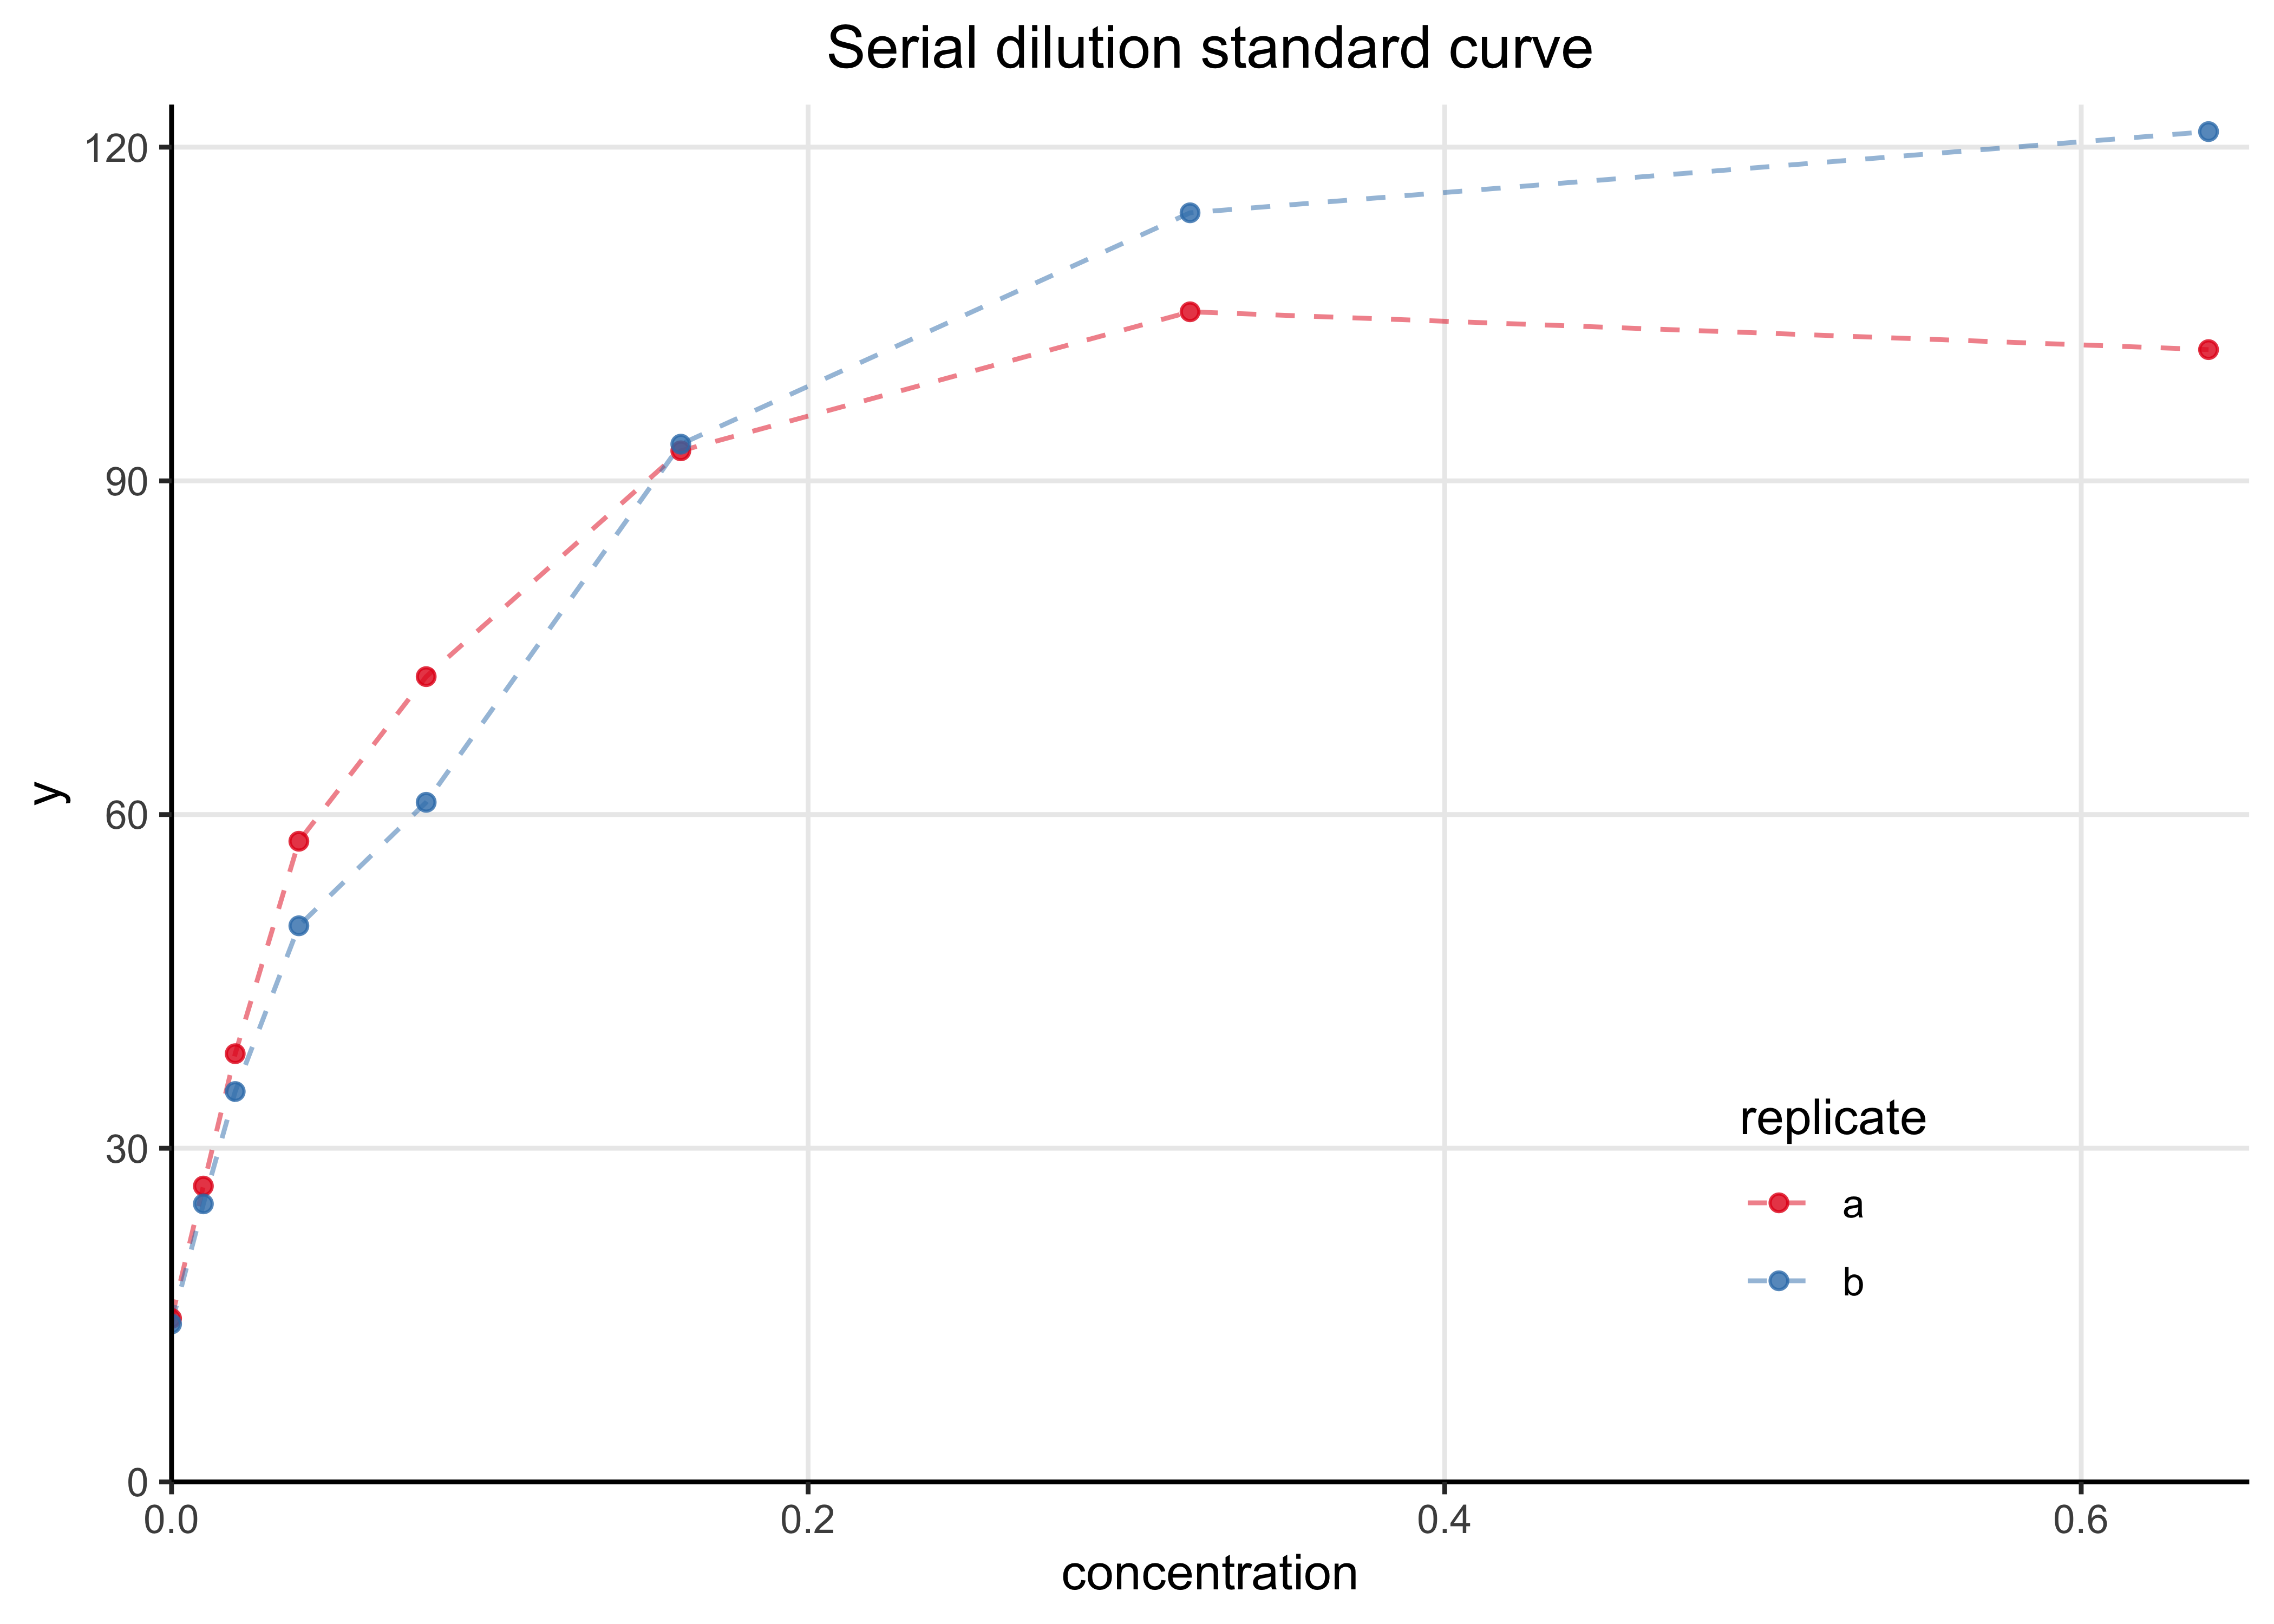 Serial dilution standard curve
120
90
60
30
0
y
0.0 0.2 0.4 0.6
concentration
replicate
a
b